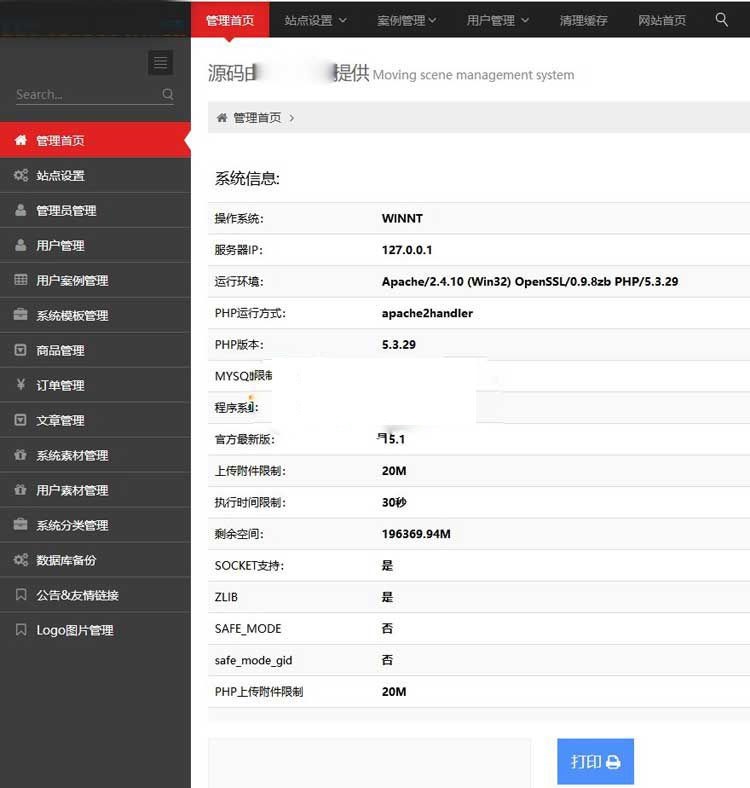 管理首页 站点设置 案例管理 用户管理 清理缓存 网站首页
Search...
管理首页
站点设置
管理员管理
用户管理
用户案例管理
系统模板管理
商品管理
订单管理
文章管理
系统素材管理
用户素材管理
系统分类管理
数据库备份
公告&友情链接
Logo图片管理
源码由 提供 Moving scene management system
管理首页
系统信息:
操作系统: WINNT
服务器IP: 127.0.0.1
运行环境: Apache/2.4.10 (Win32) OpenSSL/0.9.8zb PHP/5.3.29
PHP运行方式: apache2handler
PHP版本: 5.3.29
MYSQL限制
程序系
官方最新版: 15.1
上传附件限制: 20M
执行时间限制: 30秒
剩余空间: 196369.94M
SOCKET支持: 是
ZLIB 是
SAFE_MODE 否
safe_mode_gid 否
PHP上传附件限制 20M
打印